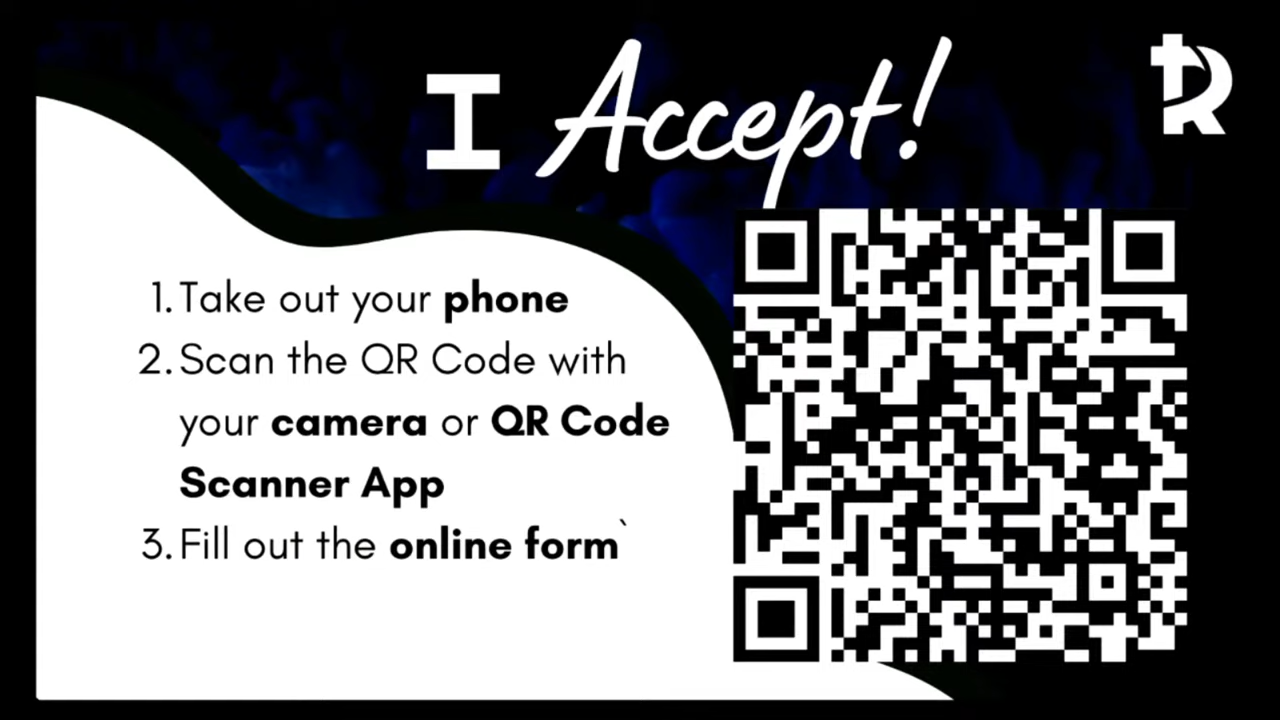 I Accept!
1. Take out your phone
2. Scan the QR Code with
your camera or QR Code
Scanner App
3. Fill out the online form`
R